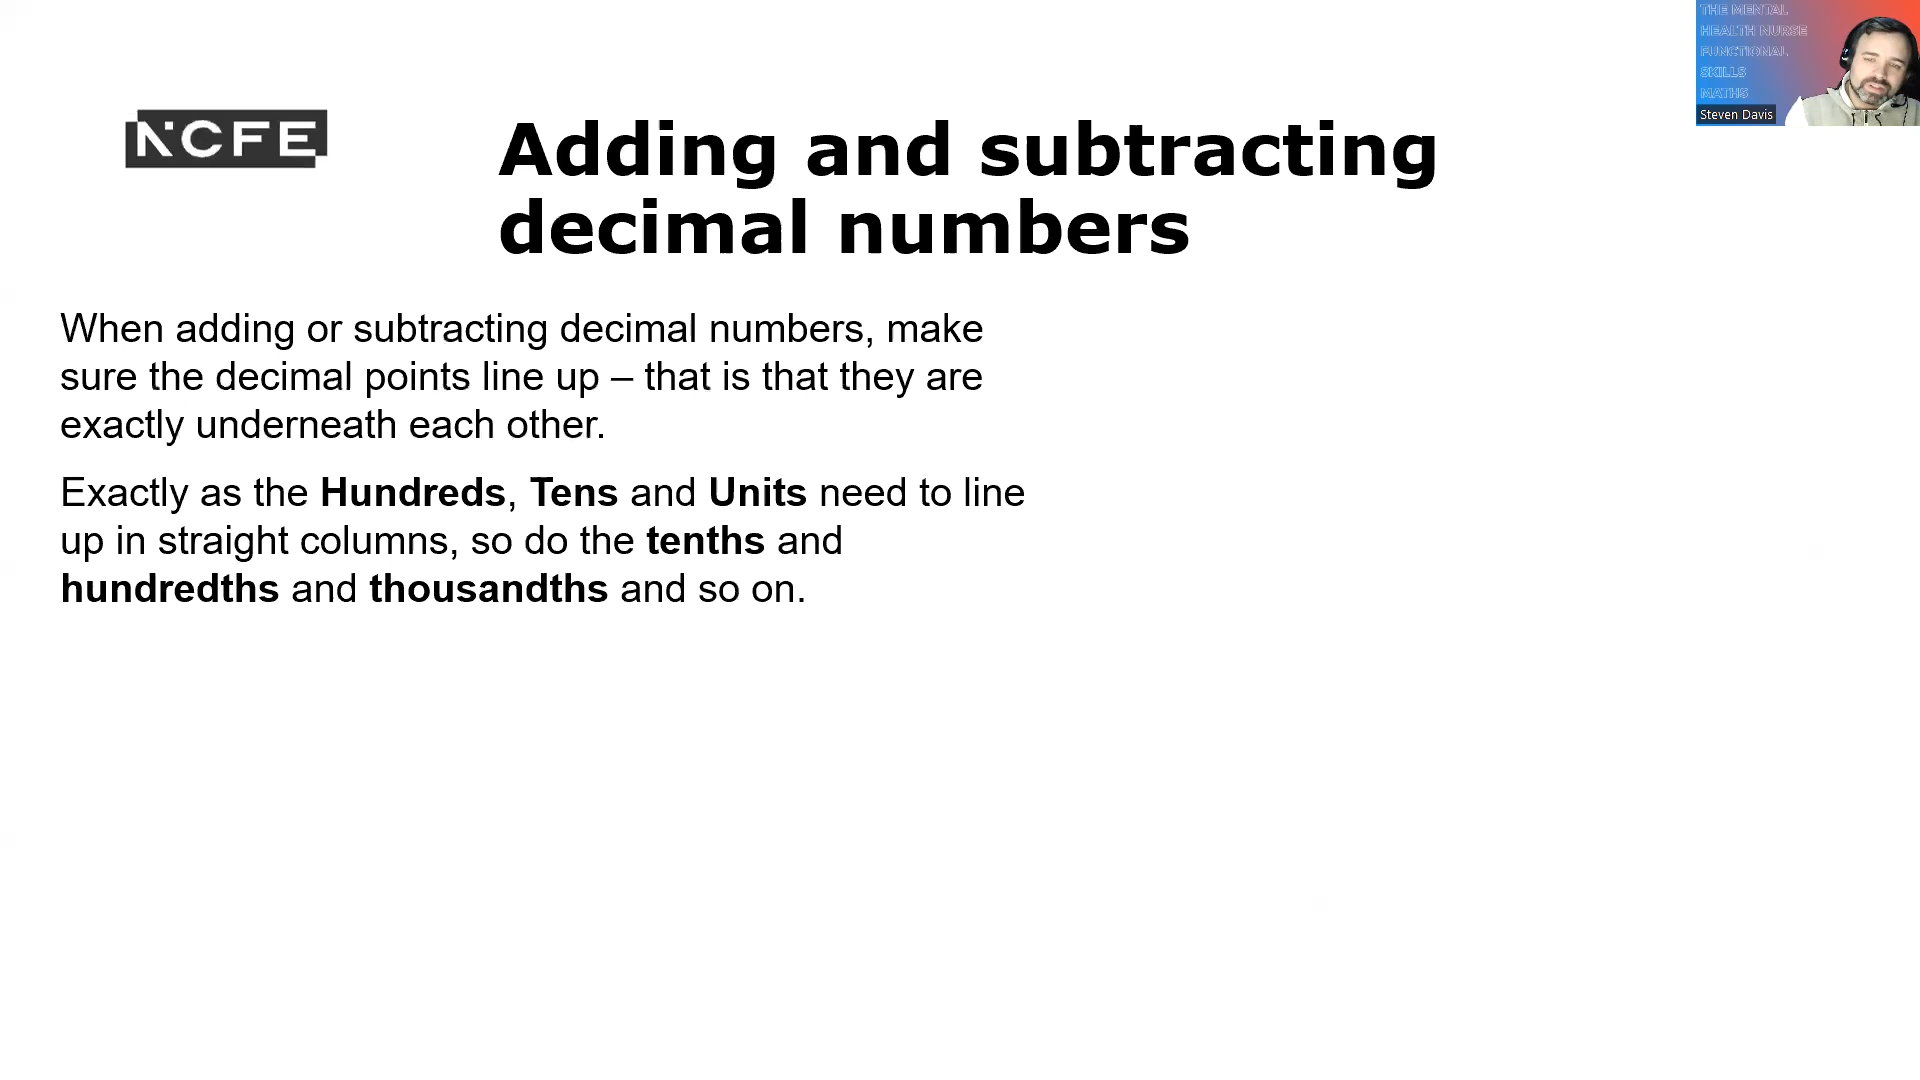 THE MENTAL
HEALTH NURSE
FUNCTIONAL
SKILLS
MATHS
Steven Davis
NCFE
Adding and subtracting
decimal numbers
When adding or subtracting decimal numbers, make
sure the decimal points line up – that is that they are
exactly underneath each other.
Exactly as the Hundreds, Tens and Units need to line
up in straight columns, so do the tenths and
hundredths and thousandths and so on.